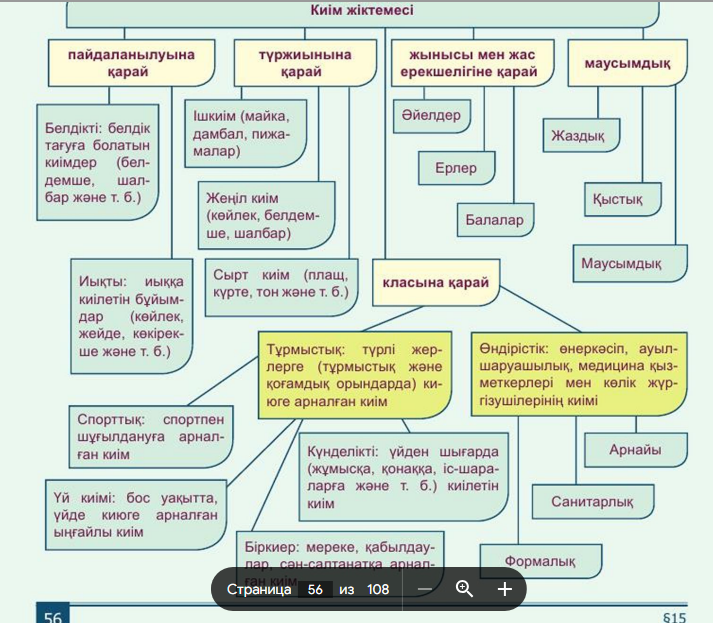 Киім жіктемесі
пайдаланылуына
қарай
түржиынына
қарай
жынысы мен жас
ерекшелігіне қарай
маусымдық
Белдікті: белдік
тағуға болатын
киімдер (бел-
демше, шал-
бар және т. б.)
Ішкиім (майка,
дамбал, пижа-
малар)
Әйелдер
Жаздық
Ерлер
Жеңіл киім
(көйлек, белдем-
ше, шалбар)
Қыстық
Балалар
Иықты: иыққа
киілетін бұйым-
дар (көйлек,
жейде, көкірек-
ше және т. б.)
Сырт киім (плащ,
күрте, тон және т. б.)
Маусымдық
класына қарай
Тұрмыстық: түрлі жер-
лерге (тұрмыстық және
қоғамдық орындарда) ки-
юге арналған киім
Өндірістік: өнеркәсіп, ауыл-
шаруашылық, медицина қыз-
меткерлері мен көлік жүр-
гізушілерінің киімі
Спорттық: спортпен
шұғылдануға арнал-
ған киім
Күнделікті: үйден шығарда
(жұмысқа, қонаққа, іс-шара-
ларға және т. б.) киілетін
киім
Арнайы
Үй киімі: бос уақытта,
үйде киюге арналған
ыңғайлы киім
Санитарлық
Біркиер: мереке, қабылдау-
лар, сән-салтанатқа арнал-
ған киім
Формалық
Страница 56 из 108
56
§15